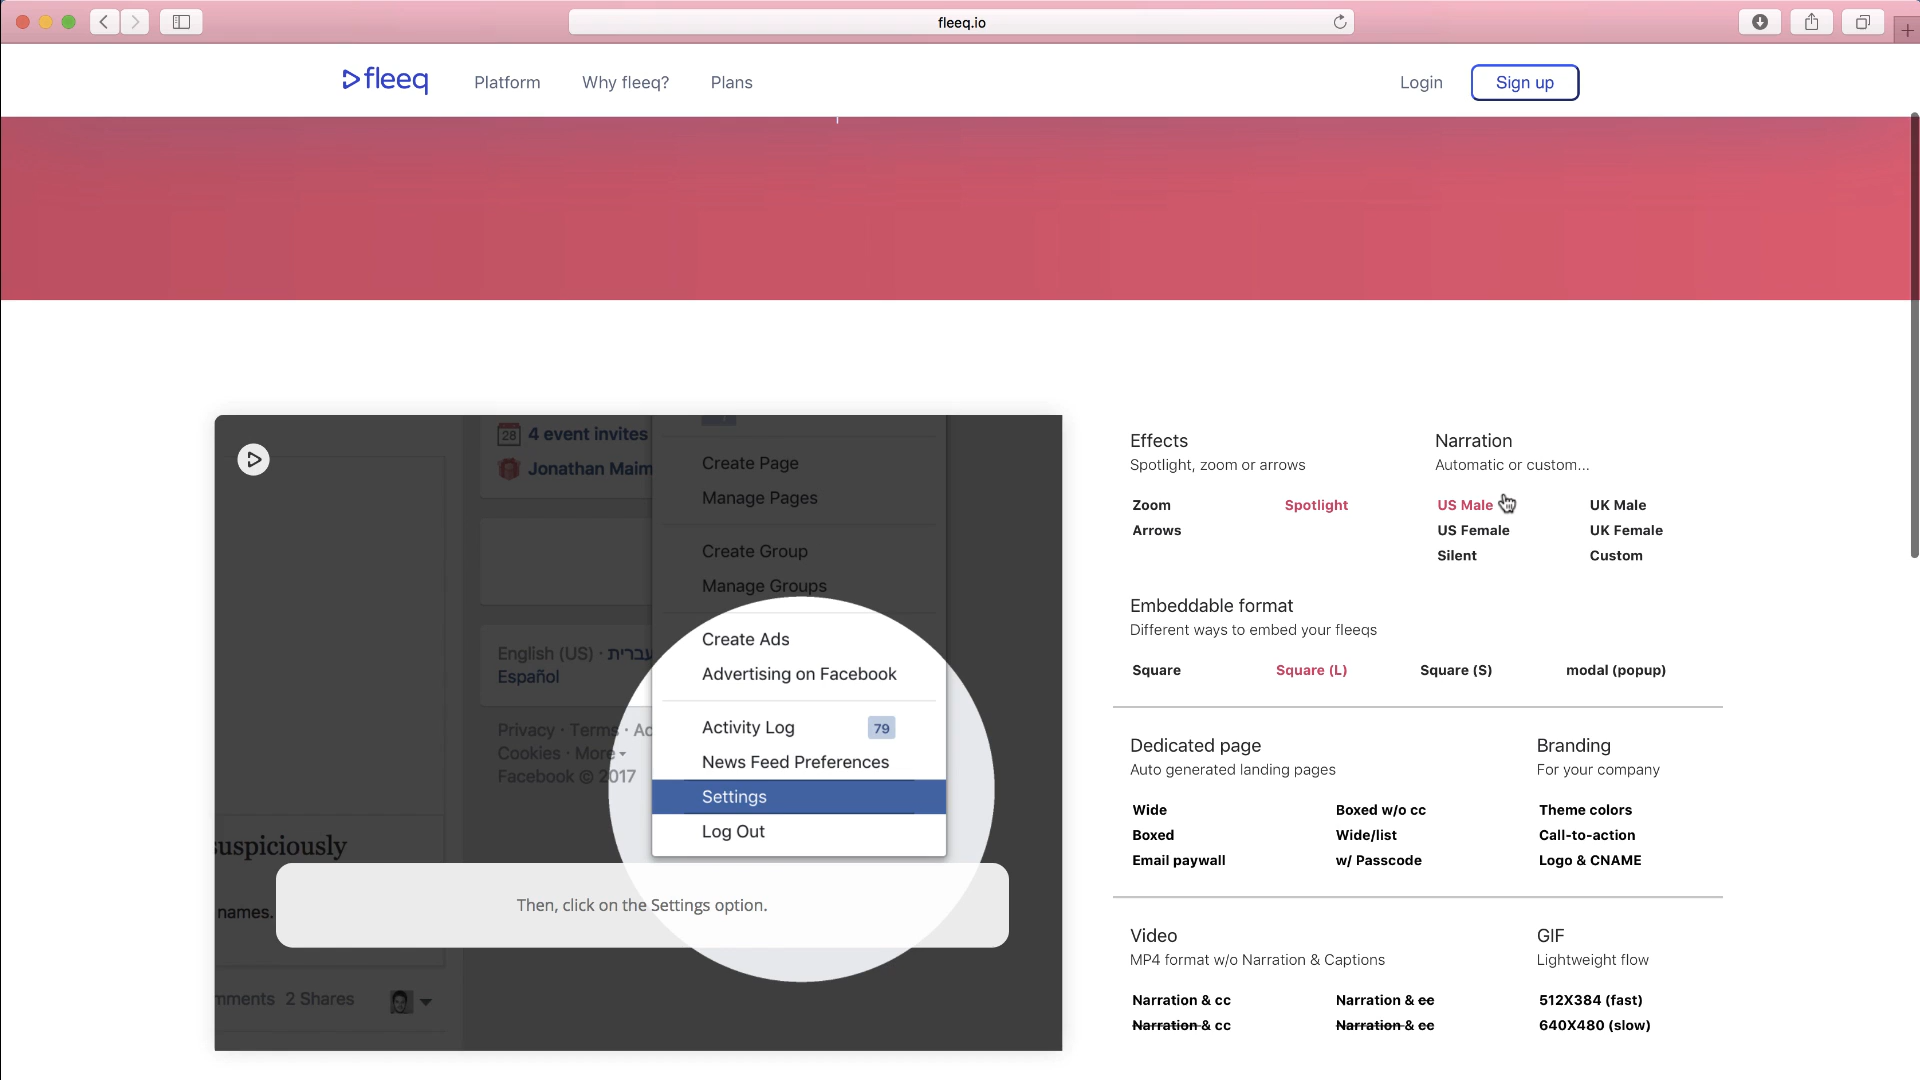 fleeq.io
fleeq
Platform
Why fleeq?
Plans
Login
Sign up
28 4 event invites
Jonathan Maim
English (US) · עברית
Español
Privacy · Terms · Ad
Cookies · More
Facebook © 2017
suspiciously
names.
mments 2 Shares
Create Page
Manage Pages
Create Group
Manage Groups
Create Ads
Advertising on Facebook
Activity Log 79
News Feed Preferences
Settings
Log Out
Then, click on the Settings option.
Effects
Spotlight, zoom or arrows
Zoom
Spotlight
Arrows
Narration
Automatic or custom...
US Male
UK Male
US Female
UK Female
Silent
Custom
Embeddable format
Different ways to embed your fleeqs
Square
Square (L)
Square (S)
modal (popup)
Dedicated page
Auto generated landing pages
Wide
Boxed w/o cc
Boxed
Wide/list
Email paywall
w/ Passcode
Branding
For your company
Theme colors
Call-to-action
Logo & CNAME
Video
MP4 format w/o Narration & Captions
Narration & cc
Narration & cc
Narration & cc
Narration & cc
GIF
Lightweight flow
512X384 (fast)
640X480 (slow)